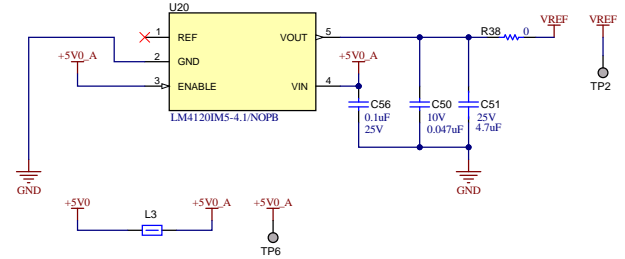 U20
1 REF
2 GND
3 ENABLE
VOUT 5
VIN 4
LM4120IM5-4.1/NOPB
+5V0_A
GND
+5V0_A
C56
0.1uF
25V
C50
10V
0.047uF
C51
25V
4.7uF
R38 0
VREF
VREF
TP2
GND
+5V0
L3
+5V0_A
+5V0_A
TP6